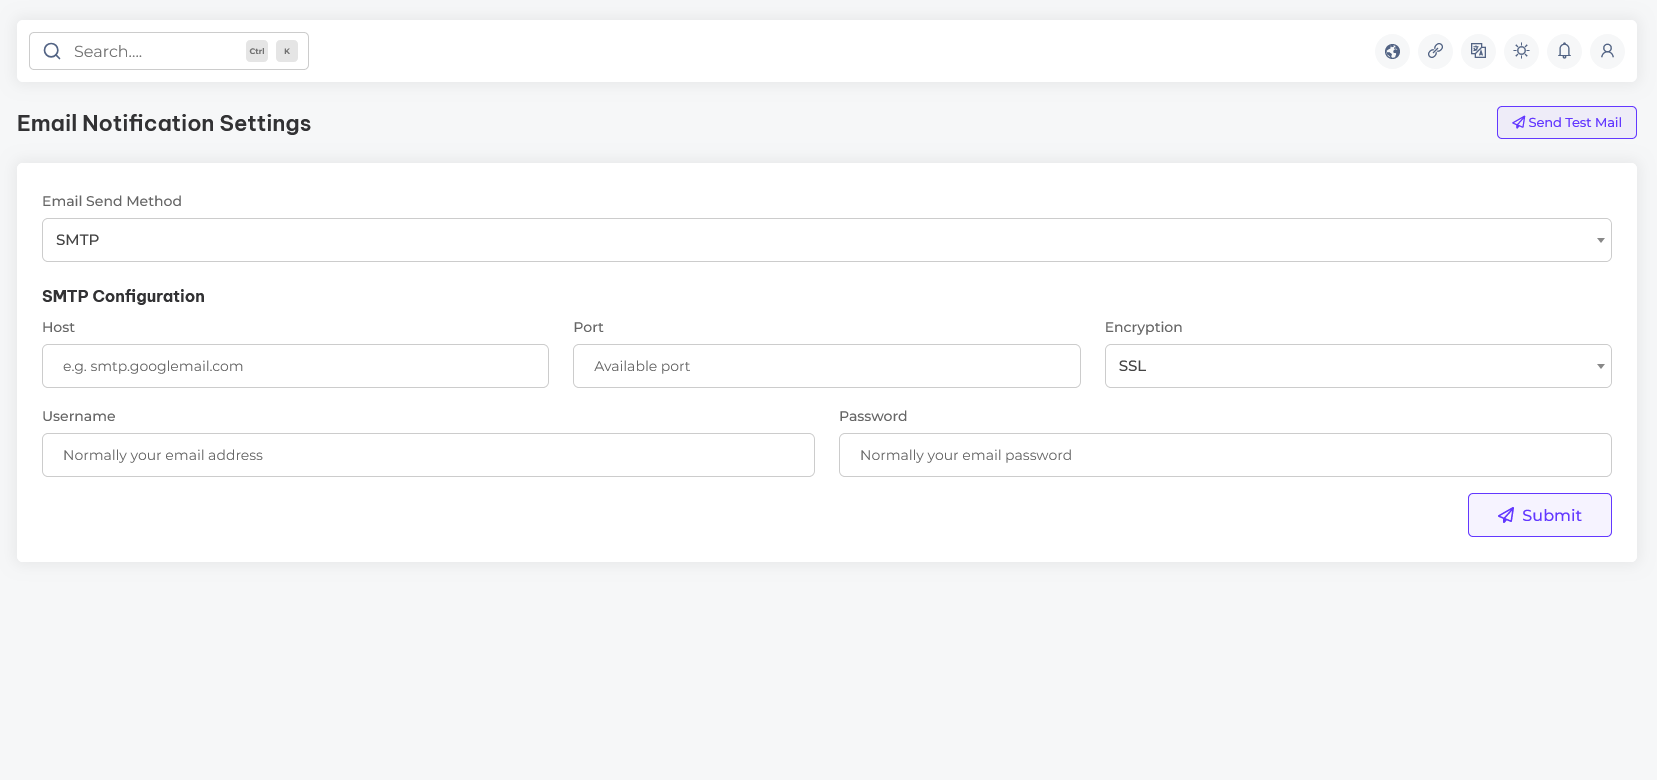 Search.... Ctrl K
Email Notification Settings
Send Test Mail
Email Send Method
SMTP
SMTP Configuration
Host Port Encryption
e.g. smtp.googlemail.com Available port SSL
Username Password
Normally your email address Normally your email password
Submit